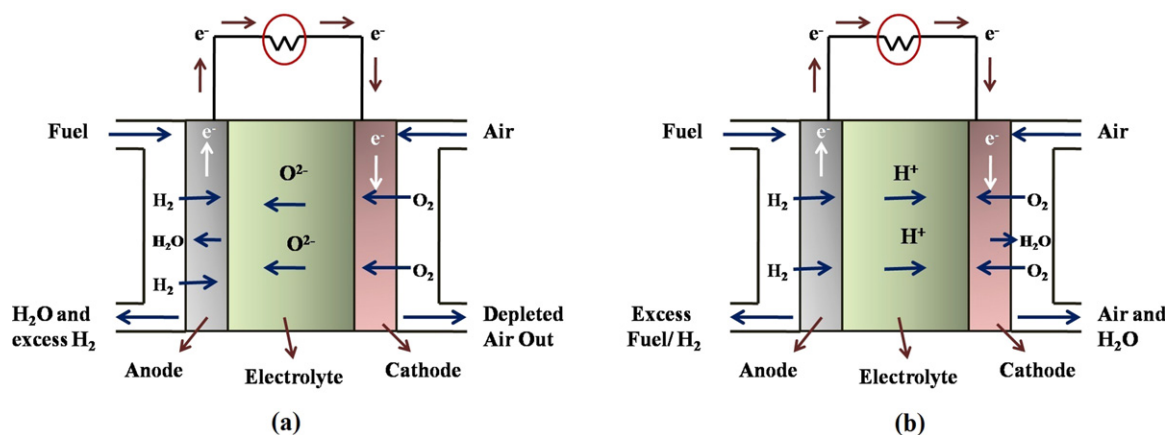 e⁻ e⁻
Fuel Air
e⁻ e⁻
O²⁻
H₂ O₂
H₂O O²⁻
H₂ O₂
H₂O and
excess H₂
Depleted
Air Out
Anode Electrolyte Cathode
(a)
e⁻ e⁻
Fuel Air
e⁻ e⁻
H⁺
H₂ O₂
H⁺ H₂O
H₂ O₂
Excess
Fuel/ H₂
Air and
H₂O
Anode Electrolyte Cathode
(b)